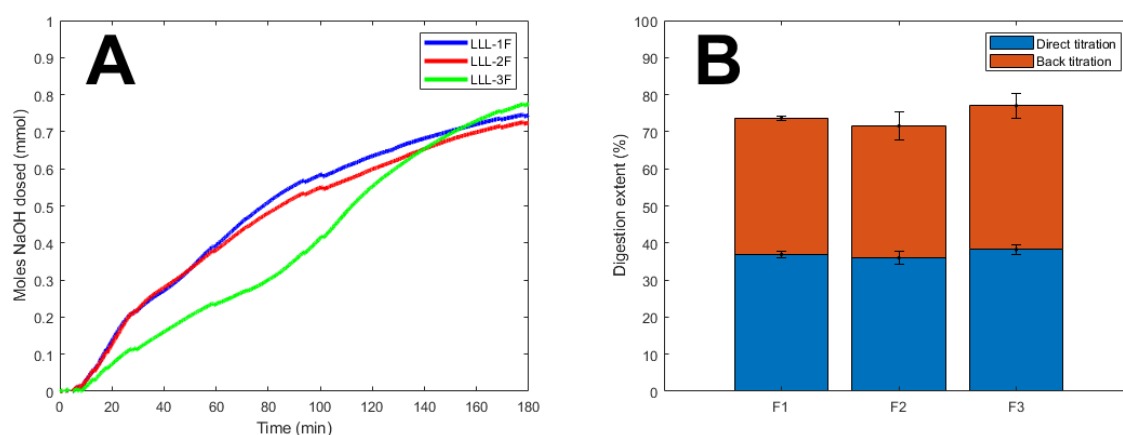 A
LLL-1F
LLL-2F
LLL-3F
Moles NaOH dosed (mmol)
1
0.9
0.8
0.7
0.6
0.5
0.4
0.3
0.2
0.1
0
0 20 40 60 80 100 120 140 160 180
Time (min)
B
Direct titration
Back titration
Digestion extent (%)
100
90
80
70
60
50
40
30
20
10
0
F1 F2 F3